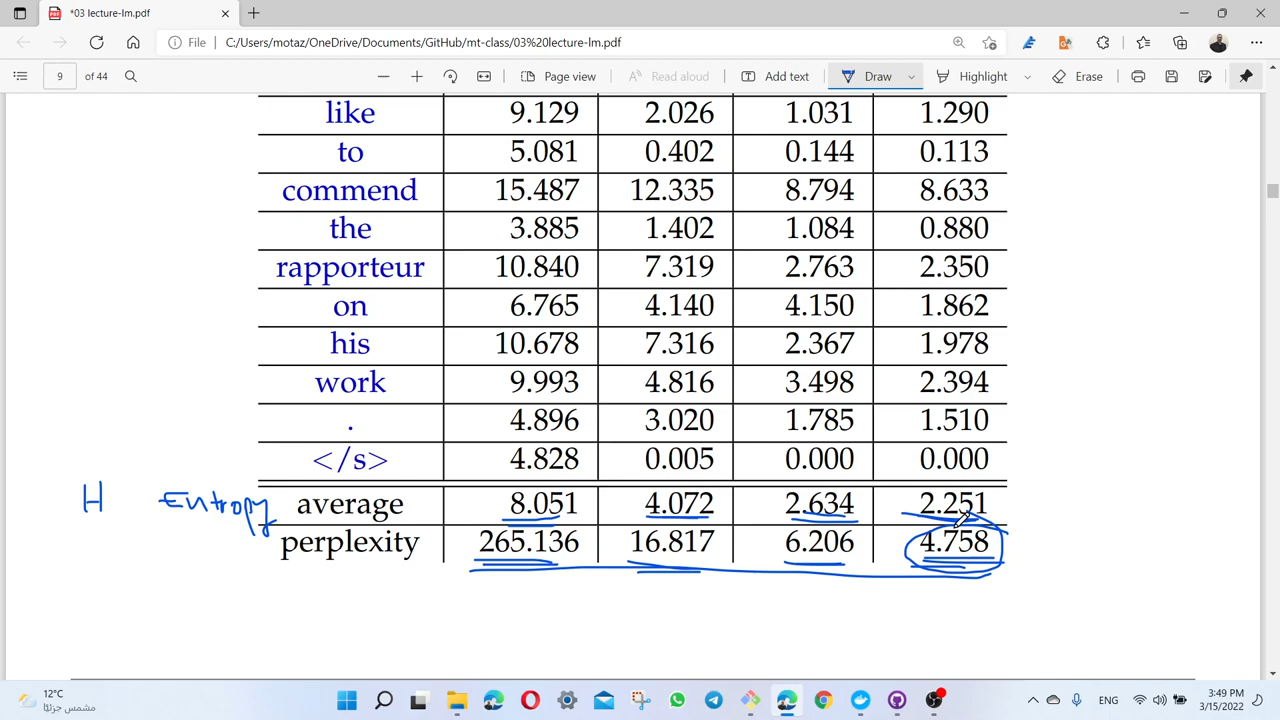 *03 lecture-lm.pdf
File C:/Users/motaz/OneDrive/Documents/GitHub/mt-class/03%20lecture-lm.pdf
9 of 44 Page view Read aloud Add text Draw Highlight Erase
like 9.129 2.026 1.031 1.290
to 5.081 0.402 0.144 0.113
commend 15.487 12.335 8.794 8.633
the 3.885 1.402 1.084 0.880
rapporteur 10.840 7.319 2.763 2.350
on 6.765 4.140 4.150 1.862
his 10.678 7.316 2.367 1.978
work 9.993 4.816 3.498 2.394
. 4.896 3.020 1.785 1.510
</s> 4.828 0.005 0.000 0.000
H Entropy average 8.051 4.072 2.634 2.251
perplexity 265.136 16.817 6.206 4.758
12°C
مشمس جزئيًا
ENG
3:49 PM
3/15/2022